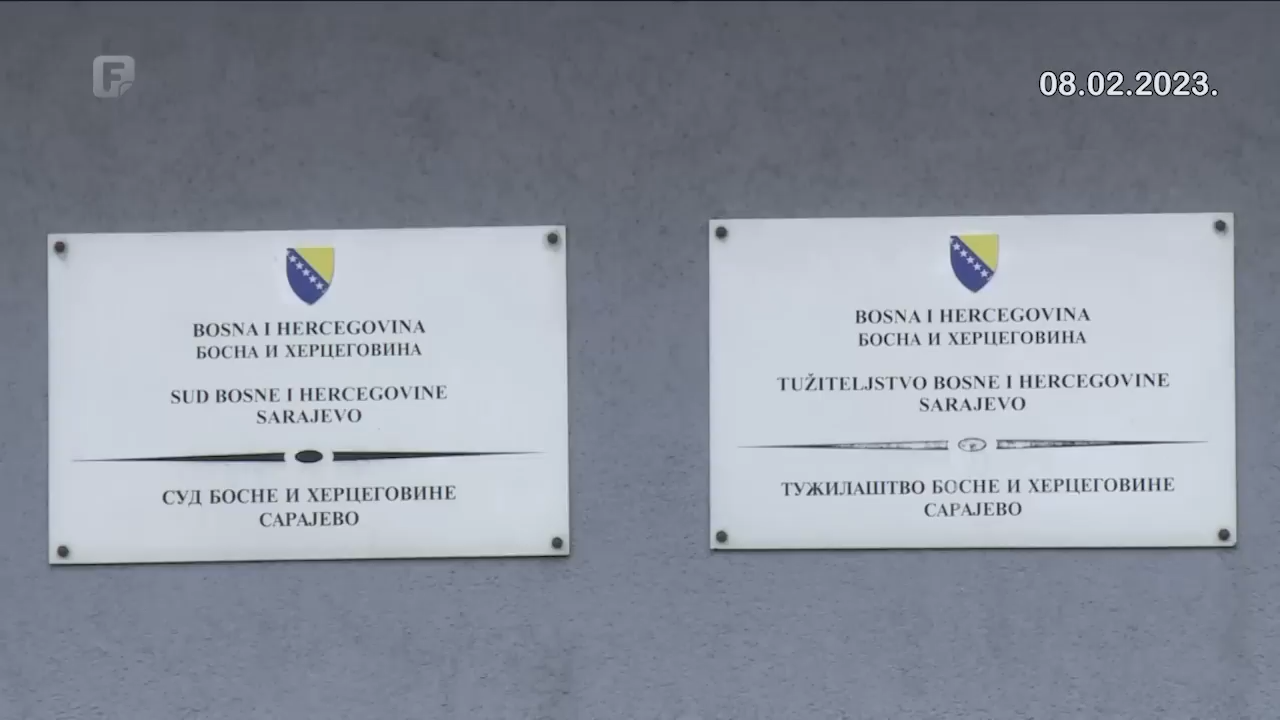 F
08.02.2023.
BOSNA I HERCEGOVINA
БОСНА И ХЕРЦЕГОВИНА
SUD BOSNE I HERCEGOVINE
SARAJEVO
СУД БОСНЕ И ХЕРЦЕГОВИНЕ
САРАЈЕВО
BOSNA I HERCEGOVINA
БОСНА И ХЕРЦЕГОВИНА
TUŽITELJSTVO BOSNE I HERCEGOVINE
SARAJEVO
ТУЖИЛАШТВО БОСНЕ И ХЕРЦЕГОВИНЕ
САРАЈЕВО